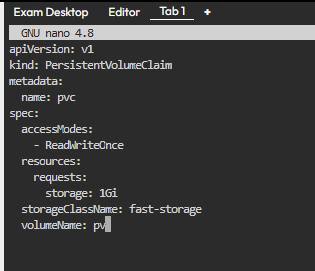 Exam Desktop Editor Tab 1 +
GNU nano 4.8
apiVersion: v1
kind: PersistentVolumeClaim
metadata:
  name: pvc
spec:
  accessModes:
    - ReadWriteOnce
  resources:
    requests:
      storage: 1Gi
  storageClassName: fast-storage
  volumeName: pv